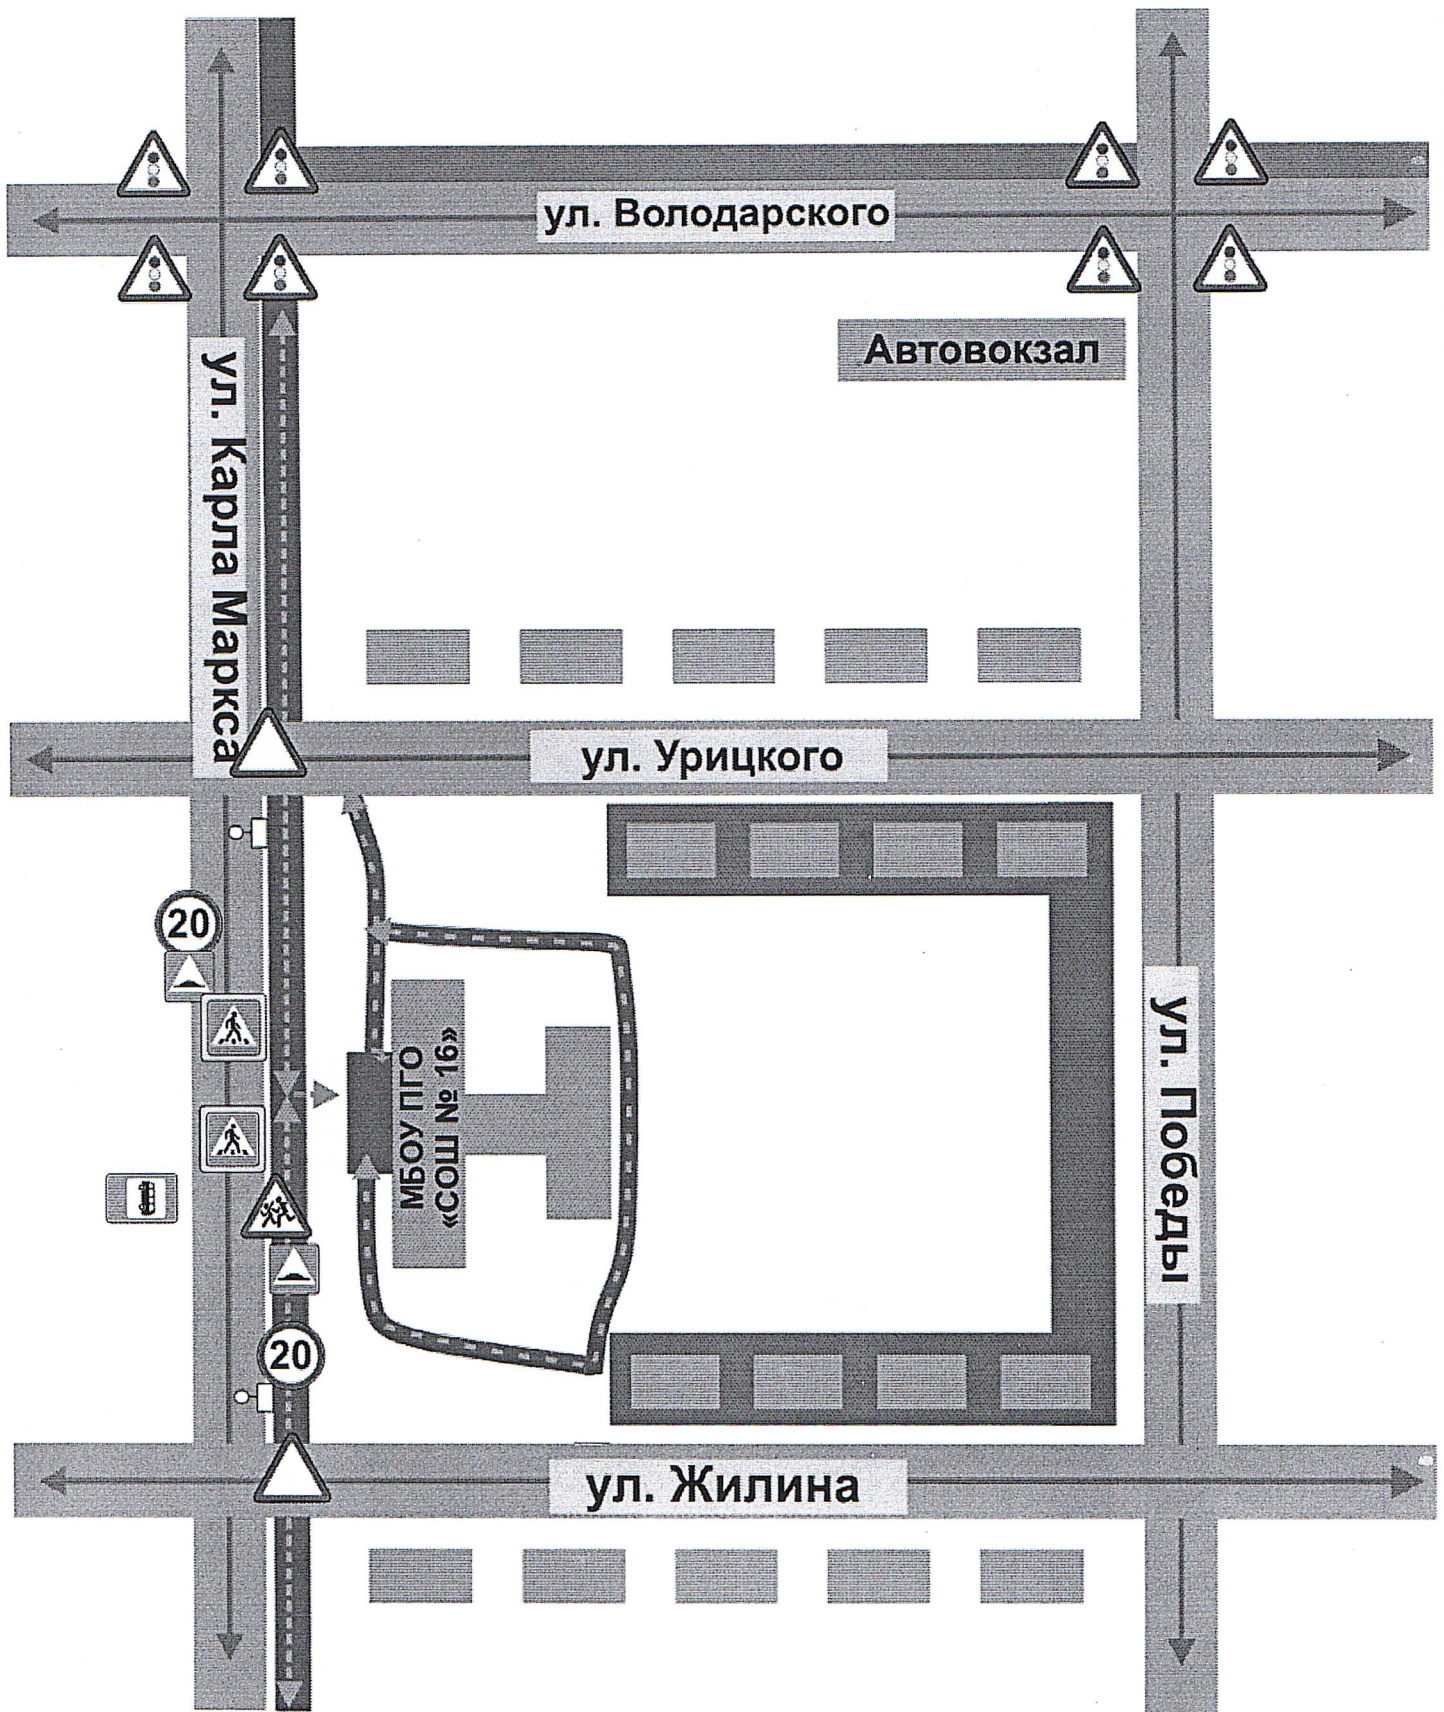 ул. Володарского
Автовокзал
ул. Карла Маркса
ул. Урицкого
20
МБОУ ПГО
«СОШ № 16»
ул. Победы
20
ул. Жилина